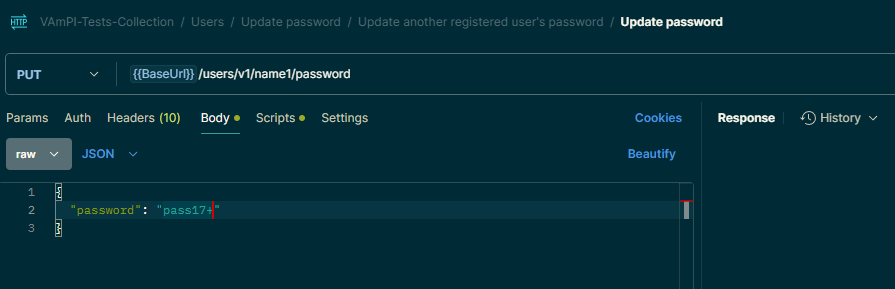 HTTP VAmPI-Tests-Collection / Users / Update password / Update another registered user's password / Update password
PUT {{BaseUrl}} /users/v1/name1/password
Params Auth Headers (10) Body Scripts Settings Cookies Response History
raw JSON Beautify
1 {
2 "password": "pass17+"
3 }